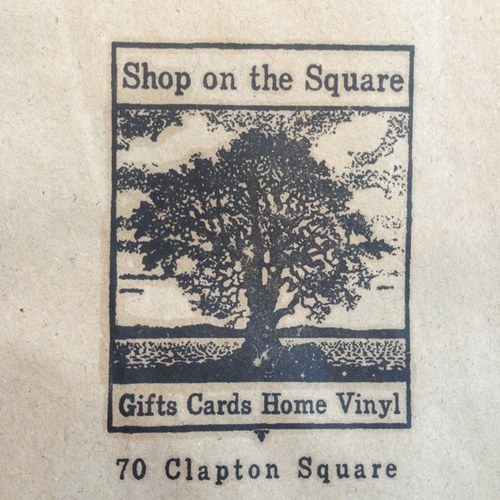 Shop on the Square
Gifts Cards Home Vinyl
70 Clapton Square